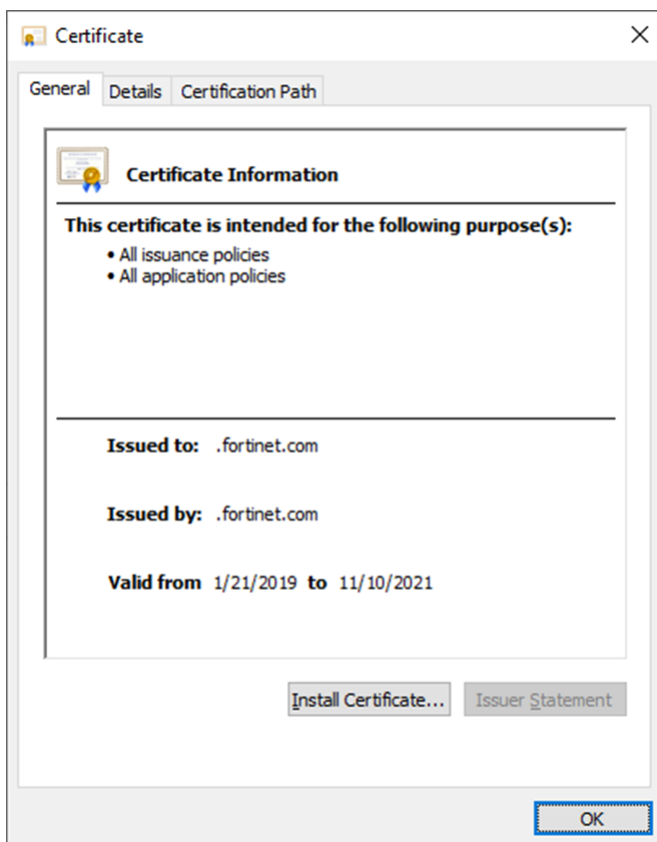 Certificate
General Details Certification Path
Certificate Information
This certificate is intended for the following purpose(s):
• All issuance policies
• All application policies
Issued to: .fortinet.com
Issued by: .fortinet.com
Valid from 1/21/2019 to 11/10/2021
Install Certificate... Issuer Statement
OK